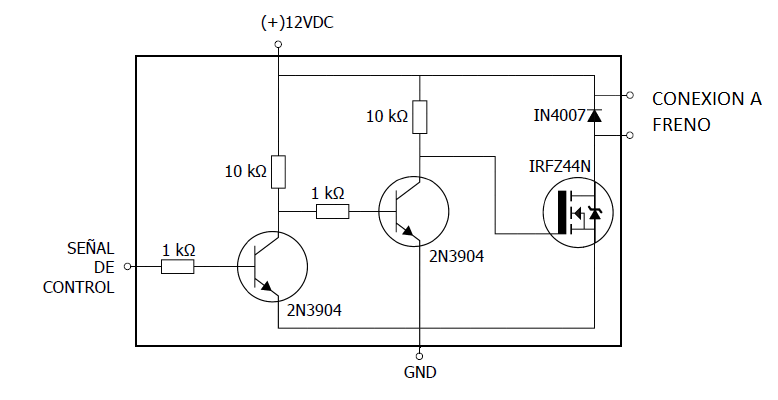 (+)12VDC
CONEXION A
FRENO
10 kΩ
IN4007
IRFZ44N
10 kΩ
1 kΩ
SEÑAL
DE
CONTROL
1 kΩ
2N3904
2N3904
GND